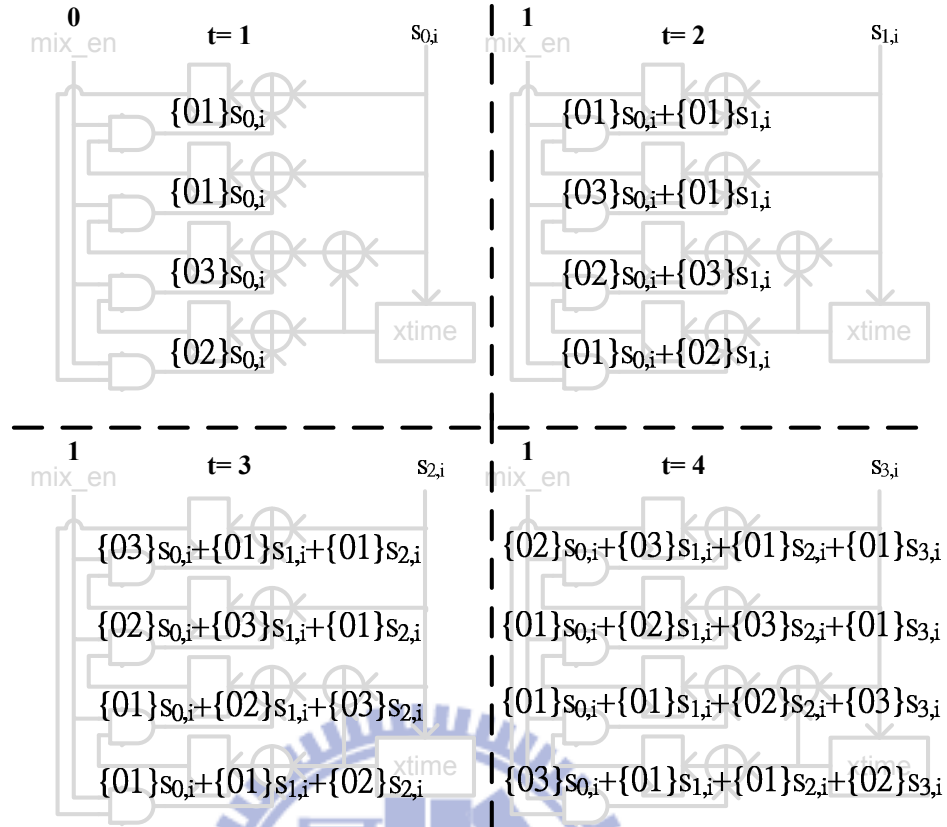 0
mix_en
t= 1
s0,i
{01}s0,i
{01}s0,i
{03}s0,i
{02}s0,i
xtime
1
mix_en
t= 2
s1,i
{01}s0,i+{01}s1,i
{03}s0,i+{01}s1,i
{02}s0,i+{03}s1,i
{01}s0,i+{02}s1,i
xtime
1
mix_en
t= 3
s2,i
{03}s0,i+{01}s1,i+{01}s2,i
{02}s0,i+{03}s1,i+{01}s2,i
{01}s0,i+{02}s1,i+{03}s2,i
{01}s0,i+{01}s1,i+{02}s2,i
xtime
1
mix_en
t= 4
s3,i
{02}s0,i+{03}s1,i+{01}s2,i+{01}s3,i
{01}s0,i+{02}s1,i+{03}s2,i+{01}s3,i
{01}s0,i+{01}s1,i+{02}s2,i+{03}s3,i
{03}s0,i+{01}s1,i+{01}s2,i+{02}s3,i
xtime